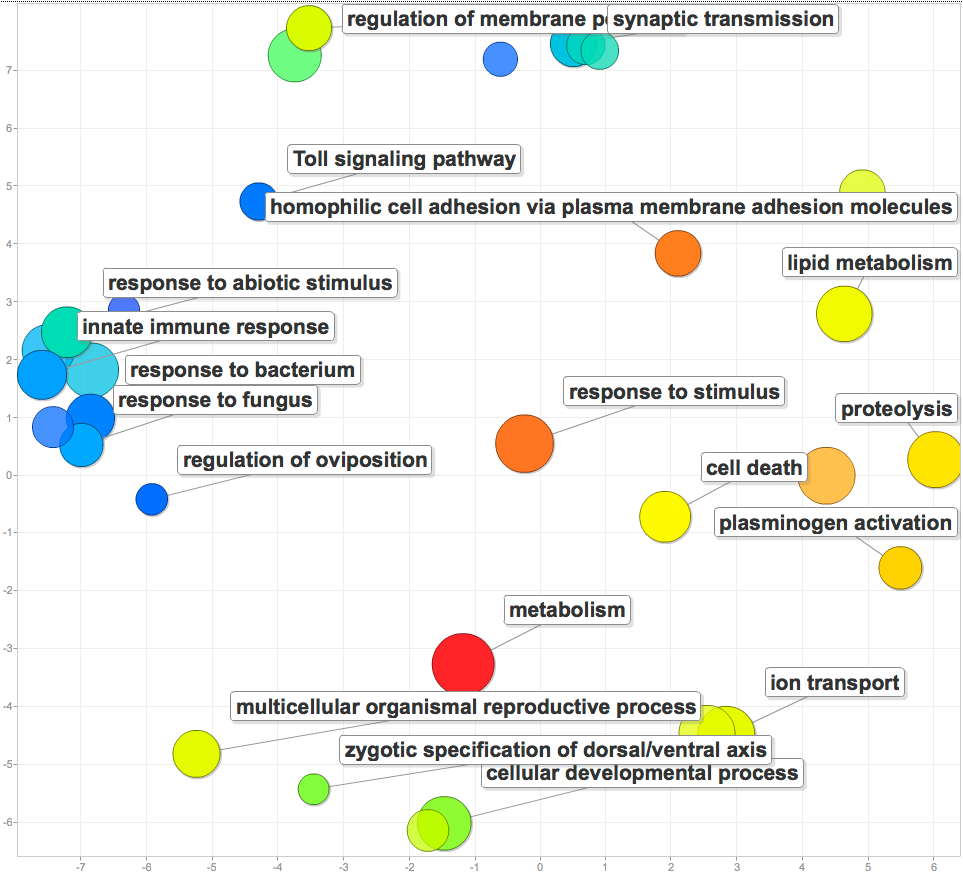 regulation of membrane p
synaptic transmission
7
6
Toll signaling pathway
5
homophilic cell adhesion via plasma membrane adhesion molecules
4
lipid metabolism
response to abiotic stimulus
3
innate immune response
2
response to bacterium
response to stimulus
response to fungus
proteolysis
1
regulation of oviposition
cell death
0
plasminogen activation
-1
-2
metabolism
-3
ion transport
multicellular organismal reproductive process
-4
zygotic specification of dorsal/ventral axis
-5
cellular developmental process
-6
-7 -6 -5 -4 -3 -2 -1 0 1 2 3 4 5 6